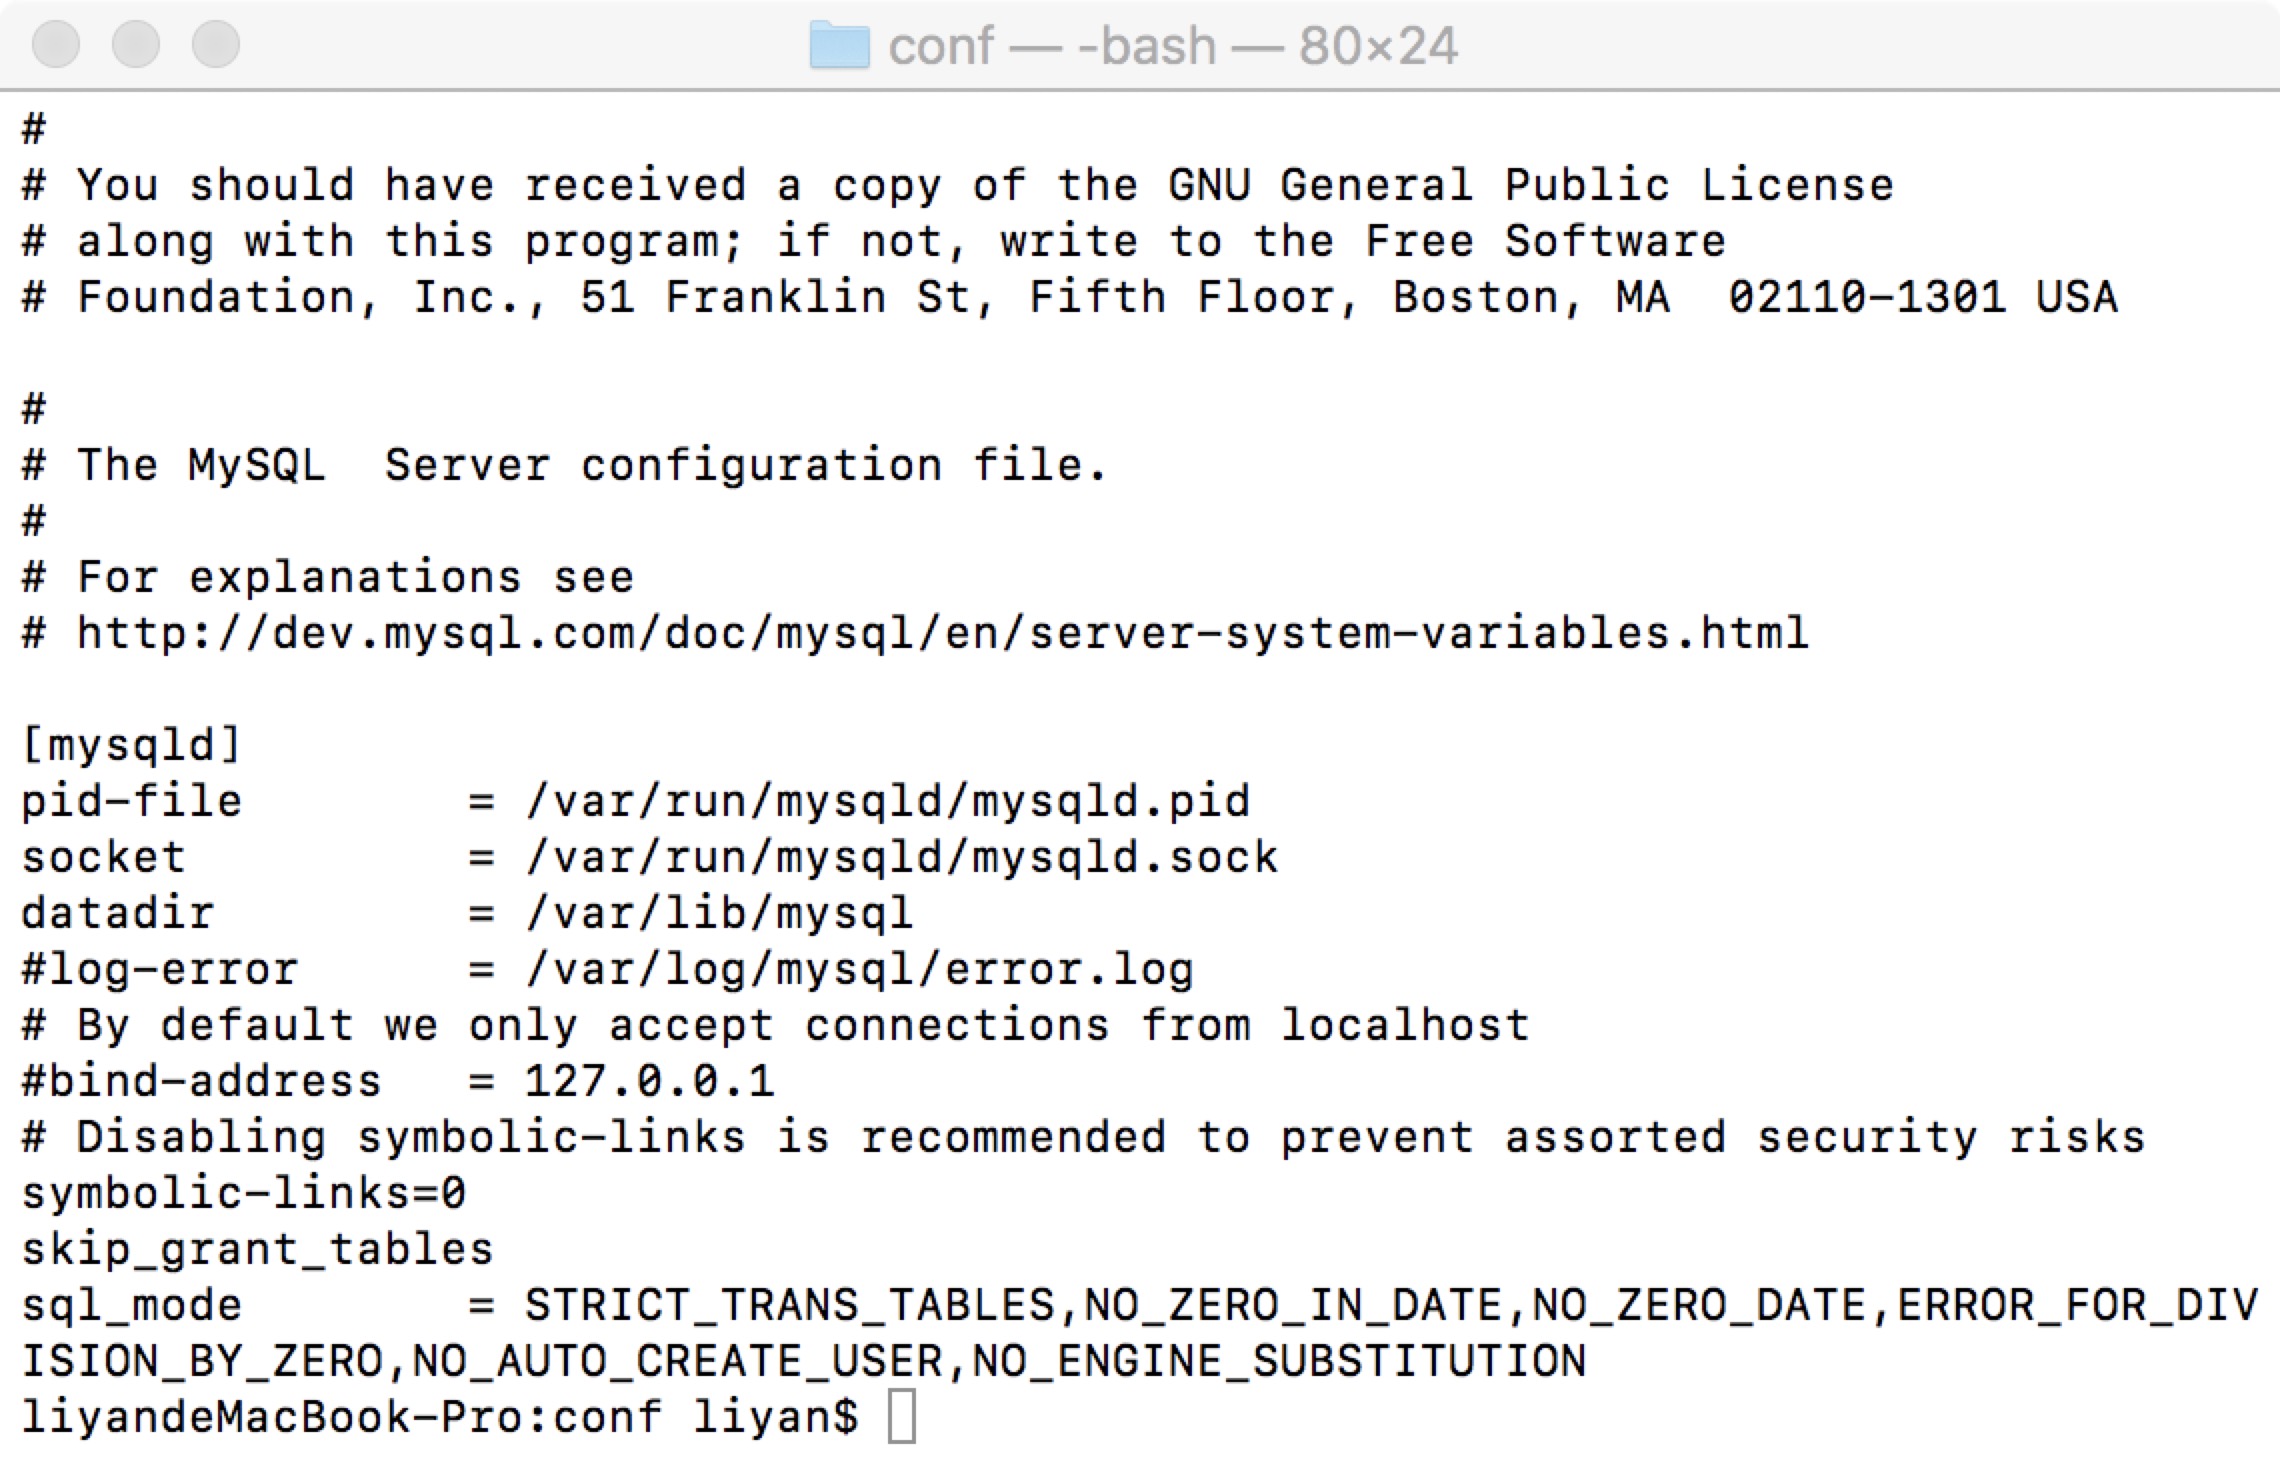 conf — -bash — 80×24
#
# You should have received a copy of the GNU General Public License
# along with this program; if not, write to the Free Software
# Foundation, Inc., 51 Franklin St, Fifth Floor, Boston, MA  02110-1301 USA

#
# The MySQL  Server configuration file.
#
# For explanations see
# http://dev.mysql.com/doc/mysql/en/server-system-variables.html

[mysqld]
pid-file        = /var/run/mysqld/mysqld.pid
socket          = /var/run/mysqld/mysqld.sock
datadir         = /var/lib/mysql
#log-error      = /var/log/mysql/error.log
# By default we only accept connections from localhost
#bind-address   = 127.0.0.1
# Disabling symbolic-links is recommended to prevent assorted security risks
symbolic-links=0
skip_grant_tables
sql_mode        = STRICT_TRANS_TABLES,NO_ZERO_IN_DATE,NO_ZERO_DATE,ERROR_FOR_DIV
ISION_BY_ZERO,NO_AUTO_CREATE_USER,NO_ENGINE_SUBSTITUTION
liyandeMacBook-Pro:conf liyan$